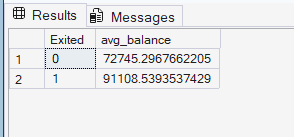 Results Messages
Exited avg_balance
1 0 72745.2967662205
2 1 91108.5393537429